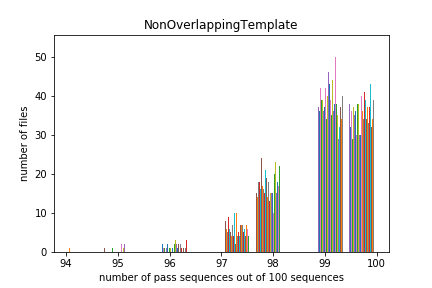 NonOverlappingTemplate
number of files
50
40
30
20
10
0
94 95 96 97 98 99 100
number of pass sequences out of 100 sequences